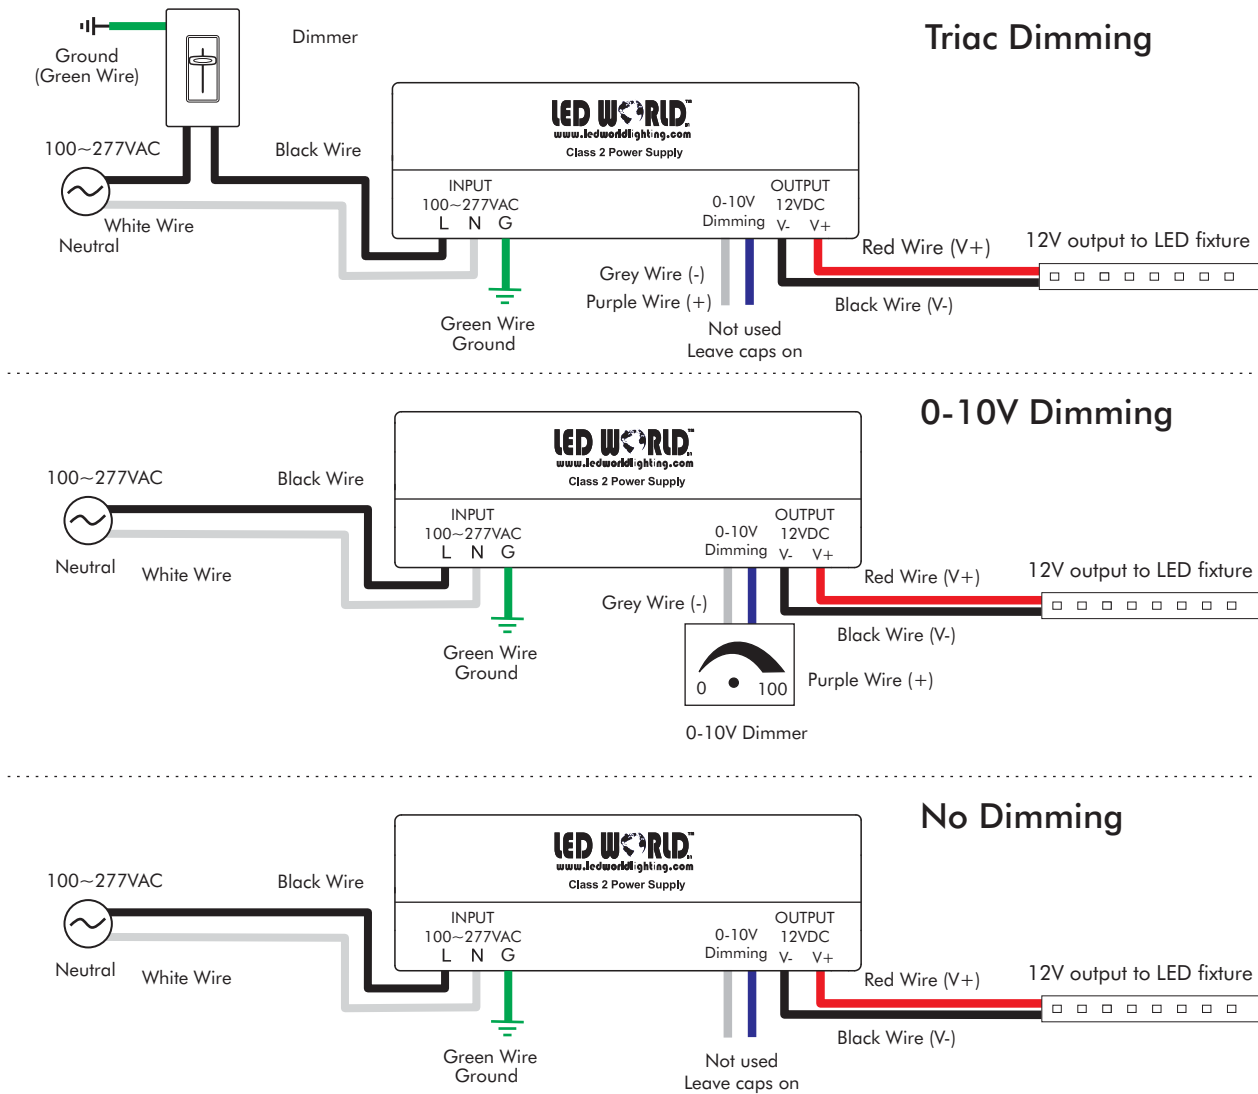 Triac Dimming
Dimmer
Ground
(Green Wire)
100~277VAC
Black Wire
White Wire
Neutral
LED WORLD™
www.ledworldlighting.com
Class 2 Power Supply
INPUT
100~277VAC
L N G
0-10V
Dimming
OUTPUT
12VDC
V- V+
Green Wire
Ground
Grey Wire (-)
Purple Wire (+)
Not used
Leave caps on
Red Wire (V+)
Black Wire (V-)
12V output to LED fixture
0 10V Dimming
100~277VAC
Black Wire
Neutral
White Wire
LED WORLD™
www.ledworldlighting.com
Class 2 Power Supply
INPUT
100~277VAC
L N G
0-10V
Dimming
OUTPUT
12VDC
V- V+
Green Wire
Ground
Grey Wire (-)
0 100
Purple Wire (+)
0-10V Dimmer
Red Wire (V+)
Black Wire (V-)
12V output to LED fixture
No Dimming
100~277VAC
Black Wire
Neutral
White Wire
LED WORLD™
www.ledworldlighting.com
Class 2 Power Supply
INPUT
100~277VAC
L N G
0-10V
Dimming
OUTPUT
12VDC
V- V+
Green Wire
Ground
Not used
Leave caps on
Red Wire (V+)
Black Wire (V-)
12V output to LED fixture